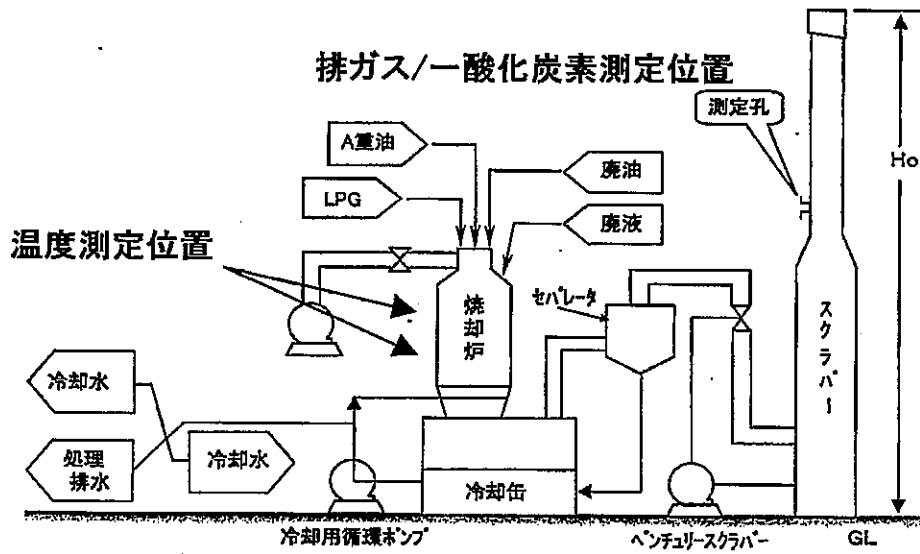 排ガス/一酸化炭素測定位置
測定孔
Ho
A重油
廃油
LPG
廃液
温度測定位置
セパレータ
焼却炉
スクラバー
冷却水
処理
排水
冷却水
冷却缶
冷却用循環ポンプ
ベンチュリースクラバー
GL